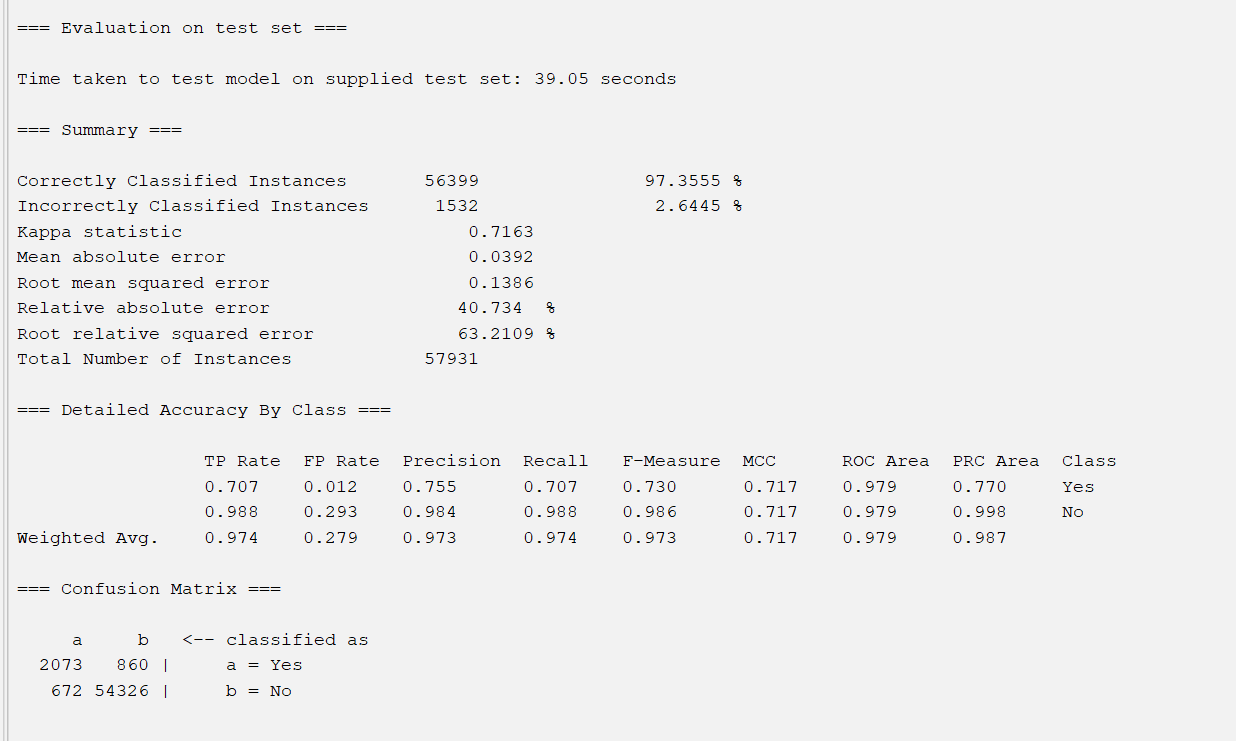 === Evaluation on test set ===
Time taken to test model on supplied test set: 39.05 seconds
=== Summary ===
Correctly Classified Instances 56399 97.3555 %
Incorrectly Classified Instances 1532 2.6445 %
Kappa statistic 0.7163
Mean absolute error 0.0392
Root mean squared error 0.1386
Relative absolute error 40.734 %
Root relative squared error 63.2109 %
Total Number of Instances 57931
=== Detailed Accuracy By Class ===
TP Rate FP Rate Precision Recall F-Measure MCC ROC Area PRC Area Class
0.707 0.012 0.755 0.707 0.730 0.717 0.979 0.770 Yes
0.988 0.293 0.984 0.988 0.986 0.717 0.979 0.998 No
Weighted Avg. 0.974 0.279 0.973 0.974 0.973 0.717 0.979 0.987
=== Confusion Matrix ===
a b <-- classified as
2073 860 | a = Yes
672 54326 | b = No